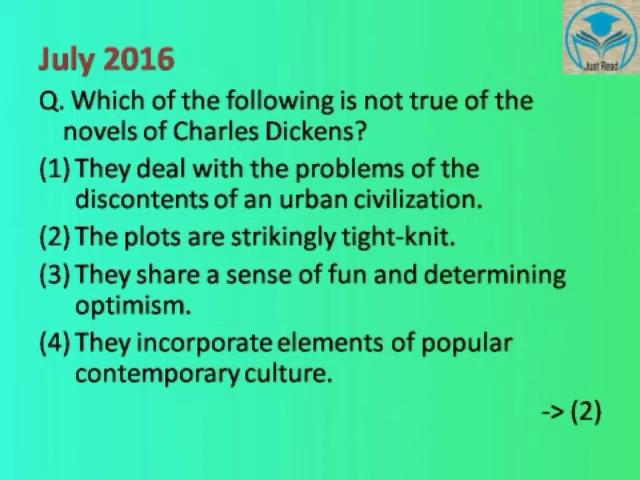 Just Read
July 2016
Q. Which of the following is not true of the
novels of Charles Dickens?
(1) They deal with the problems of the
discontents of an urban civilization.
(2) The plots are strikingly tight-knit.
(3) They share a sense of fun and determining
optimism.
(4) They incorporate elements of popular
contemporary culture.
-> (2)